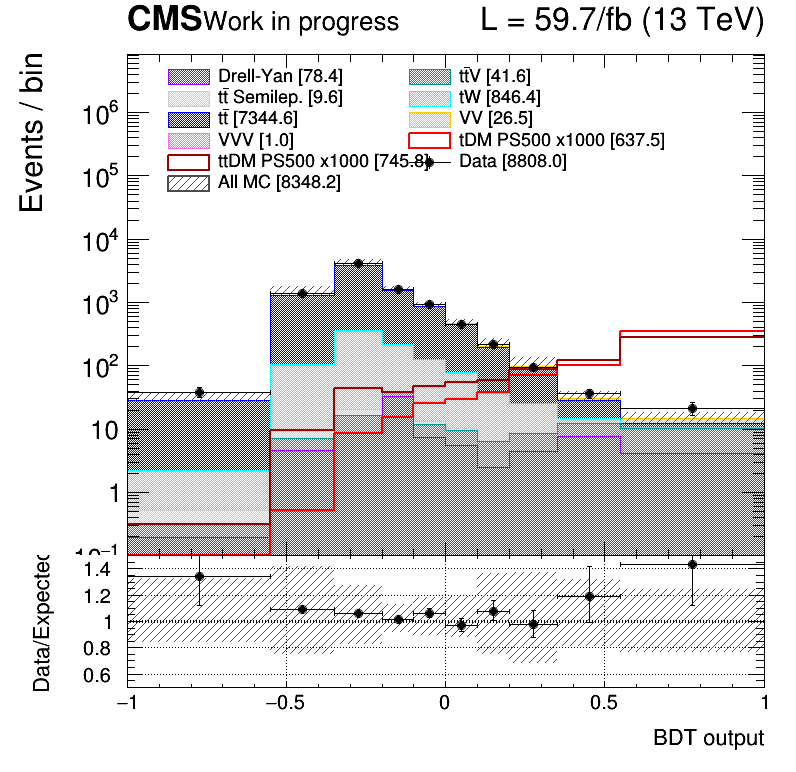 CMS Work in progress L = 59.7/fb (13 TeV)
Events / bin
Drell-Yan [78.4] tt̄V [41.6]
tt̄ Semilep. [9.6] tW [846.4]
tt̄ [7344.6] VV [26.5]
VVV [1.0] tDM PS500 x1000 [637.5]
ttDM PS500 x1000 [745.8] Data [8808.0]
All MC [8348.2]
10⁶
10⁵
10⁴
10³
10²
10
1
10⁻¹
Data/Expected
1.4
1.2
1
0.8
0.6
−1 −0.5 0 0.5 1
BDT output